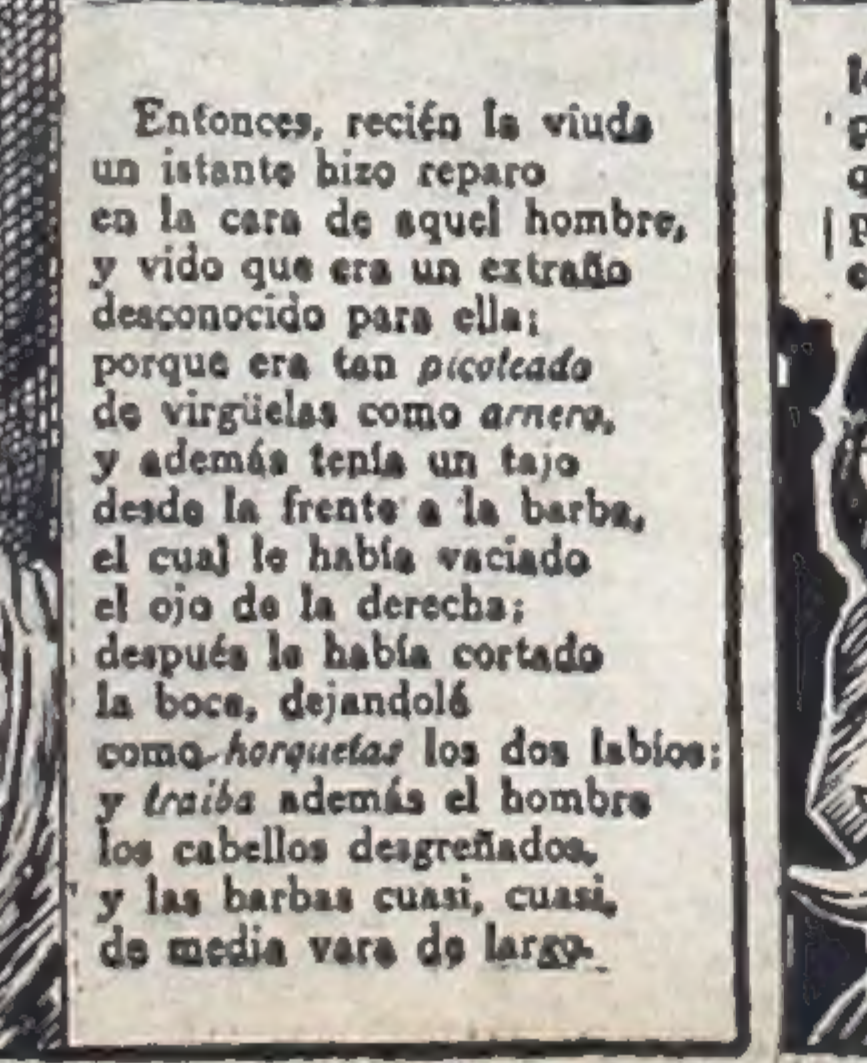 Entonces, recién la viuda
un istante hizo reparo
en la cara de aquel hombre,
y vido que era un extraño
desconocido para ella;
porque era tan picoteado
de virgüelas como arnero,
y además tenía un tajo
desde la frente a la barba,
el cual le había vaciado
el ojo de la derecha;
después le había cortado
la boca, dejandolé
como horquetas los dos labios;
y traiba además el hombre
los cabellos desgreñados,
y las barbas cuasi, cuasi,
de media vara de largo.